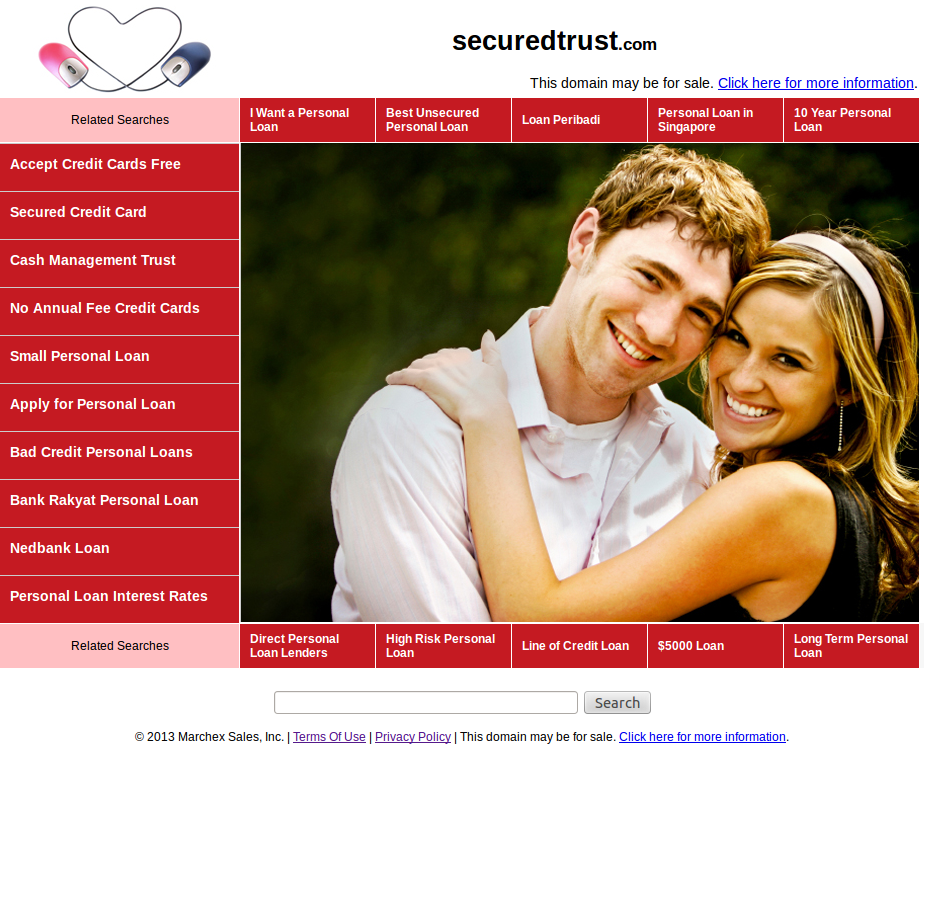 securedtrust.com
This domain may be for sale. Click here for more information.
Related Searches
I Want a Personal
Loan
Best Unsecured
Personal Loan
Loan Peribadi
Personal Loan in
Singapore
10 Year Personal
Loan
Accept Credit Cards Free
Secured Credit Card
Cash Management Trust
No Annual Fee Credit Cards
Small Personal Loan
Apply for Personal Loan
Bad Credit Personal Loans
Bank Rakyat Personal Loan
Nedbank Loan
Personal Loan Interest Rates
Related Searches
Direct Personal
Loan Lenders
High Risk Personal
Loan
Line of Credit Loan
$5000 Loan
Long Term Personal
Loan
Search
© 2013 Marchex Sales, Inc. | Terms Of Use | Privacy Policy | This domain may be for sale. Click here for more information.